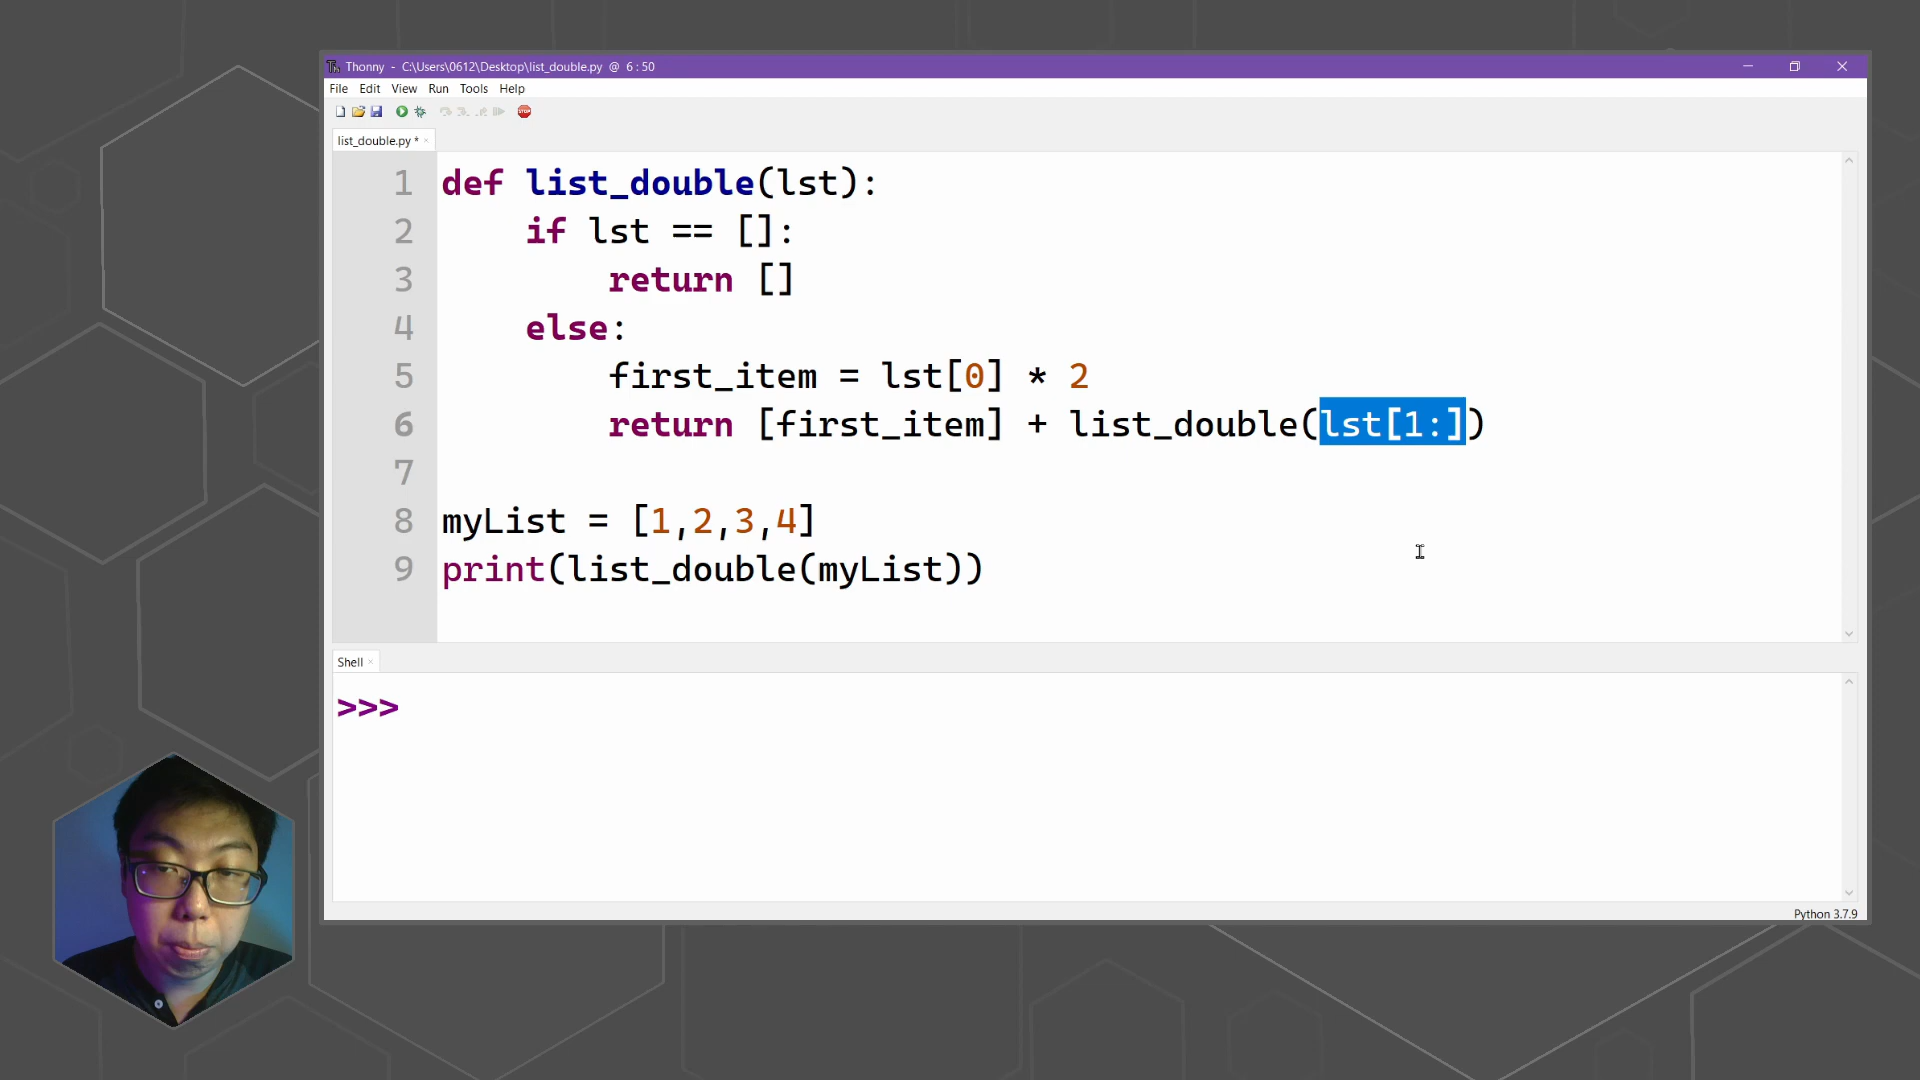 Thonny - C:\Users\0612\Desktop\list_double.py @ 6 : 50
File Edit View Run Tools Help
STOP
list_double.py * ×
1 def list_double(lst):
2     if lst == []:
3         return []
4     else:
5         first_item = lst[0] * 2
6         return [first_item] + list_double(lst[1:])
7
8 myList = [1,2,3,4]
9 print(list_double(myList))
Shell ×
>>>
Python 3.7.9